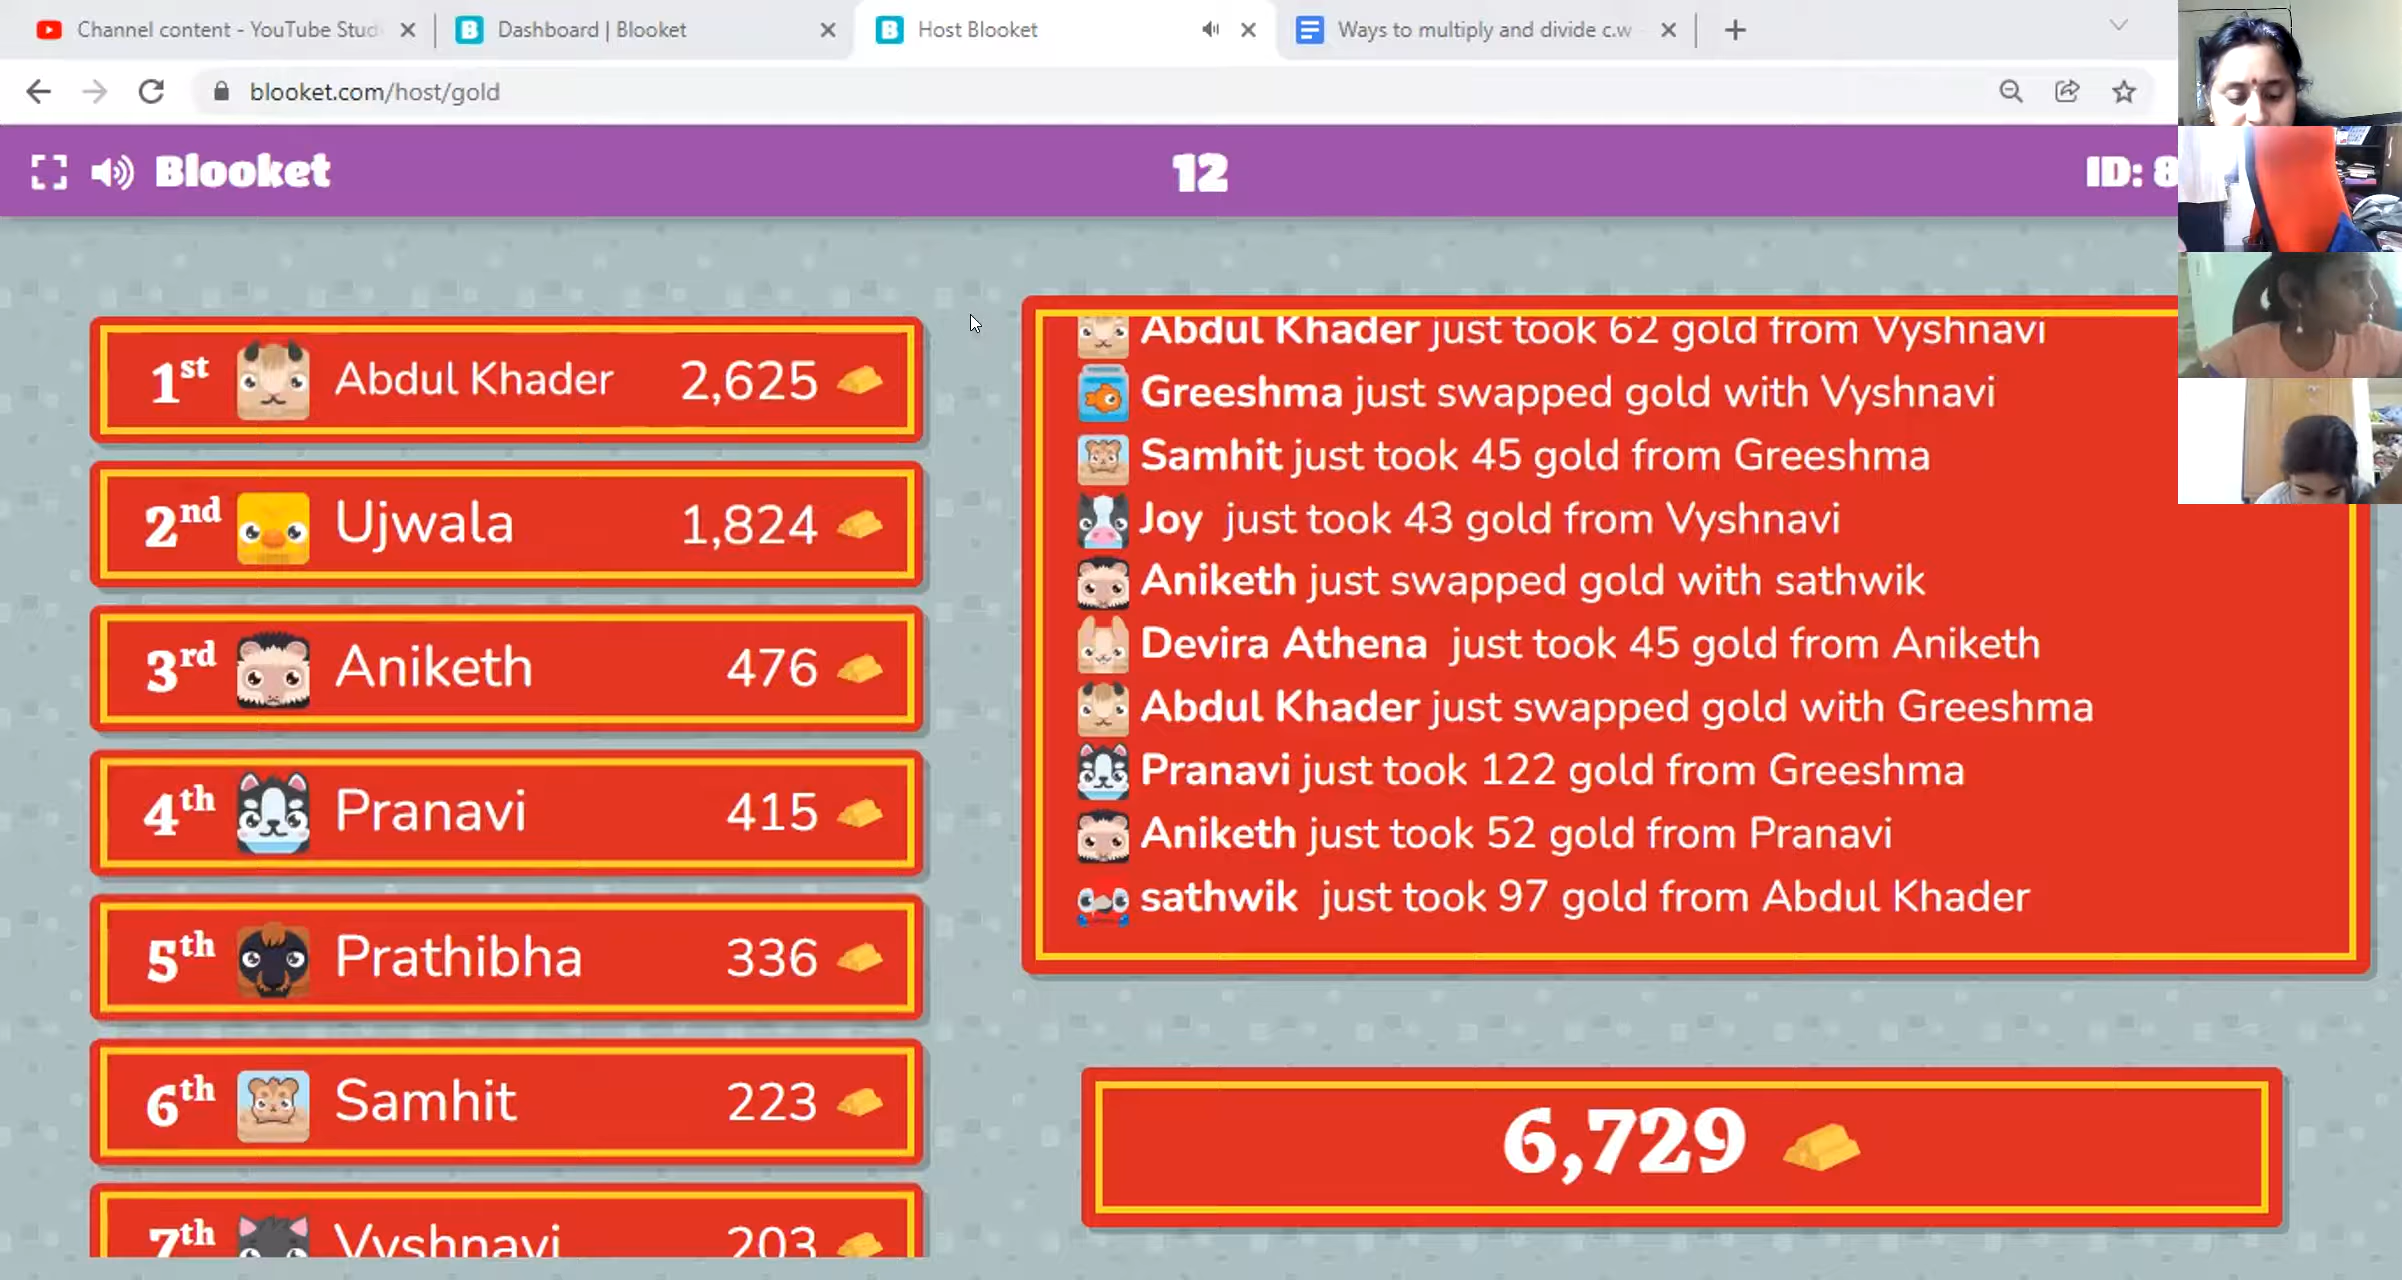 Channel content - YouTube Stud
Dashboard | Blooket
Host Blooket
Ways to multiply and divide c.w
blooket.com/host/gold
Blooket
12
ID: 8
1st Abdul Khader 2,625
2nd Ujwala 1,824
3rd Aniketh 476
4th Pranavi 415
5th Prathibha 336
6th Samhit 223
7th Vyshnavi 203
Abdul Khader just took 62 gold from Vyshnavi
Greeshma just swapped gold with Vyshnavi
Samhit just took 45 gold from Greeshma
Joy just took 43 gold from Vyshnavi
Aniketh just swapped gold with sathwik
Devira Athena just took 45 gold from Aniketh
Abdul Khader just swapped gold with Greeshma
Pranavi just took 122 gold from Greeshma
Aniketh just took 52 gold from Pranavi
sathwik just took 97 gold from Abdul Khader
6,729